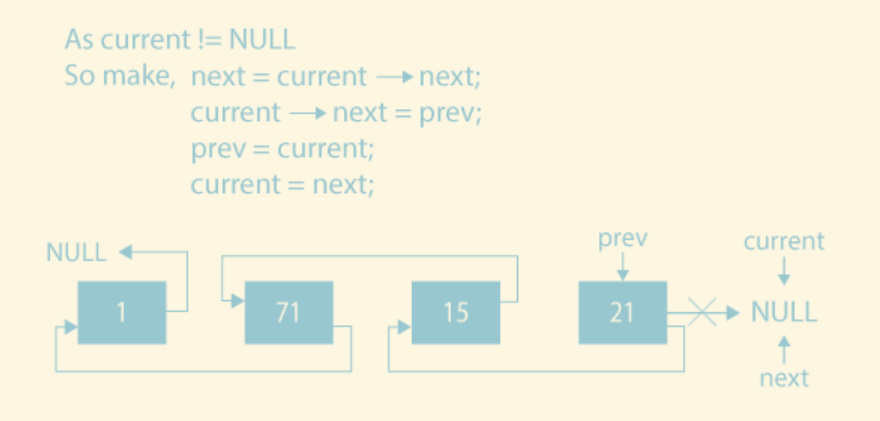 As current != NULL
So make, next = current → next;
current → next = prev;
prev = current;
current = next;
prev
current
NULL
1
71
15
21
NULL
next